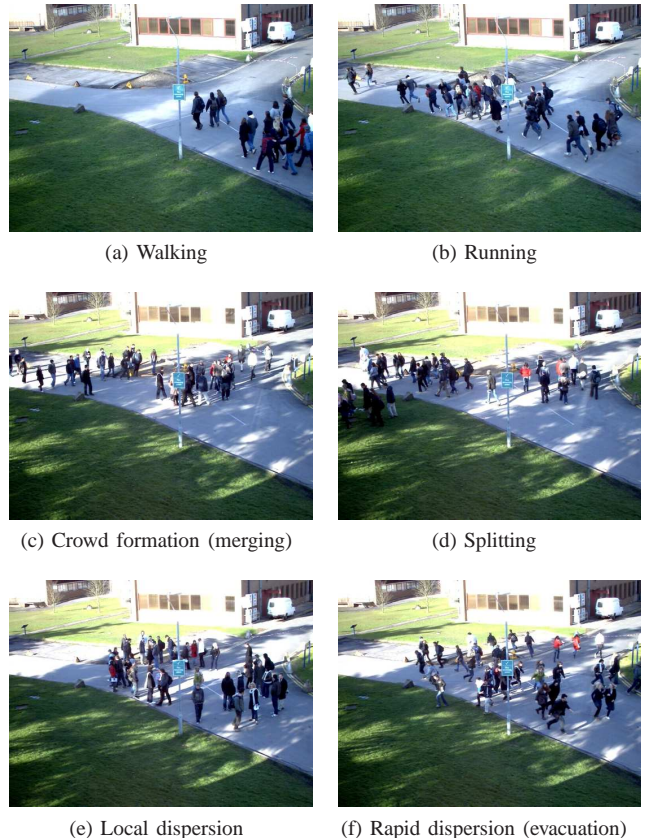 (a) Walking
(b) Running
(c) Crowd formation (merging)
(d) Splitting
(e) Local dispersion
(f) Rapid dispersion (evacuation)